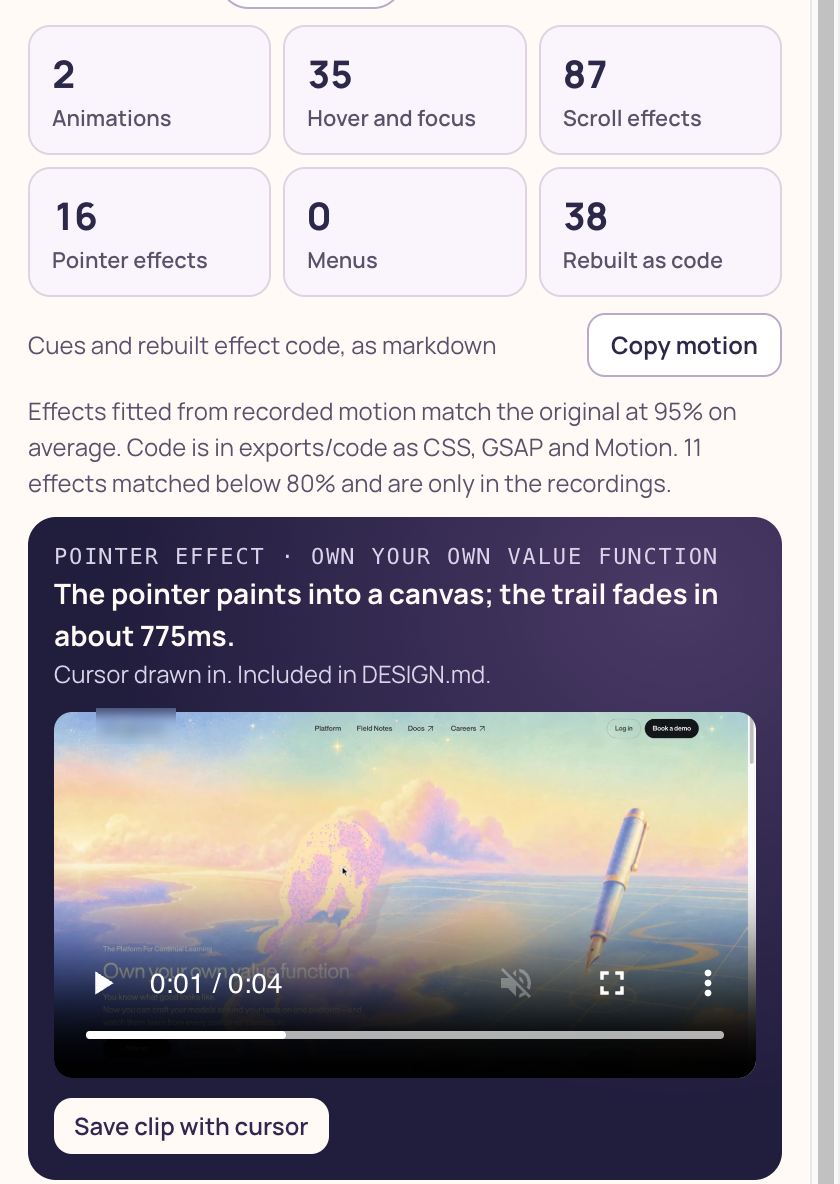 2
Animations
35
Hover and focus
87
Scroll effects
16
Pointer effects
0
Menus
38
Rebuilt as code
Cues and rebuilt effect code, as markdown
Copy motion
Effects fitted from recorded motion match the original at 95% on
average. Code is in exports/code as CSS, GSAP and Motion. 11
effects matched below 80% and are only in the recordings.
POINTER EFFECT · OWN YOUR OWN VALUE FUNCTION
The pointer paints into a canvas; the trail fades in
about 775ms.
Cursor drawn in. Included in DESIGN.md.
Platform Field Notes Docs ↗ Careers ↗ Log in Book a demo
The Platform For Continual Learning
Own your own value function
You know what good looks like.
0:01 / 0:04
Save clip with cursor